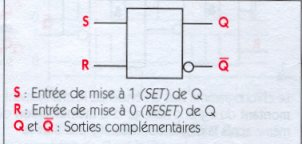 S Q
R Q̅
S : Entrée de mise à 1 (SET) de Q
R : Entrée de mise à 0 (RESET) de Q
Q et Q̅ : Sorties complémentaires